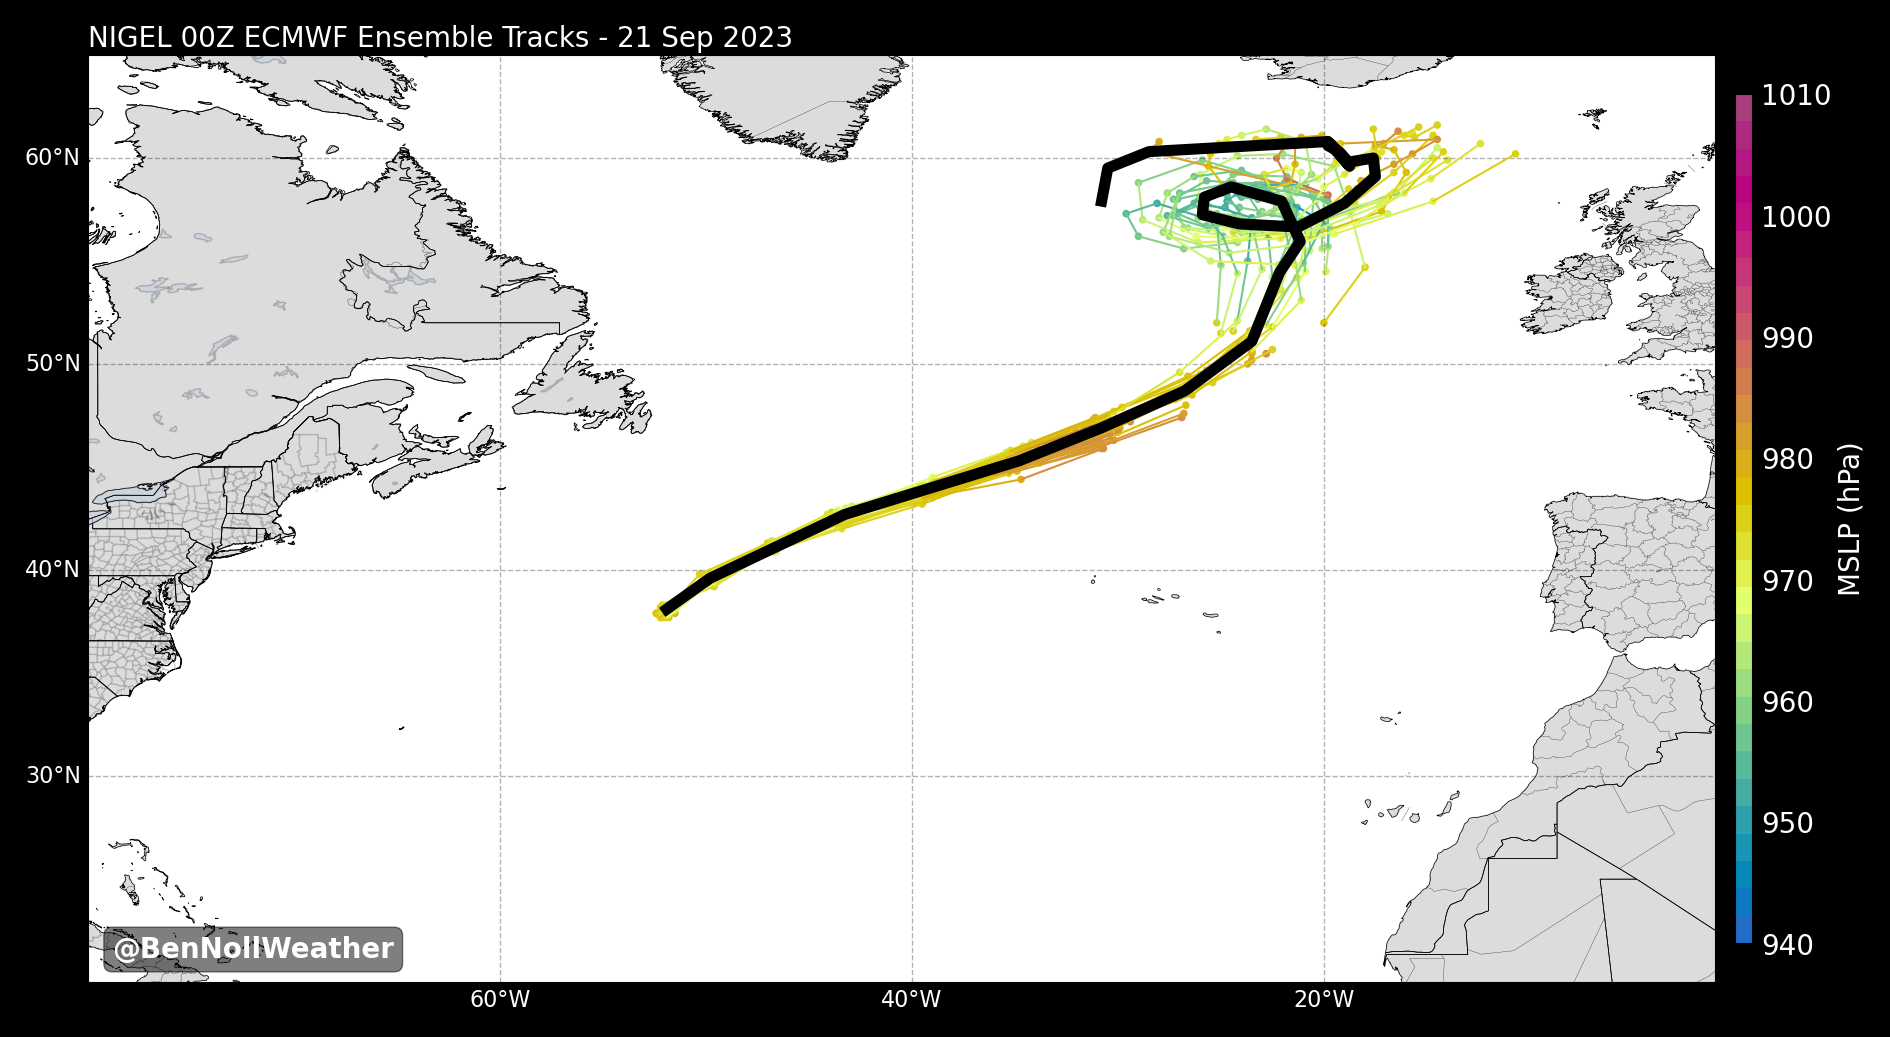 NIGEL 00Z ECMWF Ensemble Tracks - 21 Sep 2023
60°N
50°N
40°N
30°N
60°W
40°W
20°W
1010
1000
990
980
970
960
950
940
MSLP (hPa)
@BenNollWeather